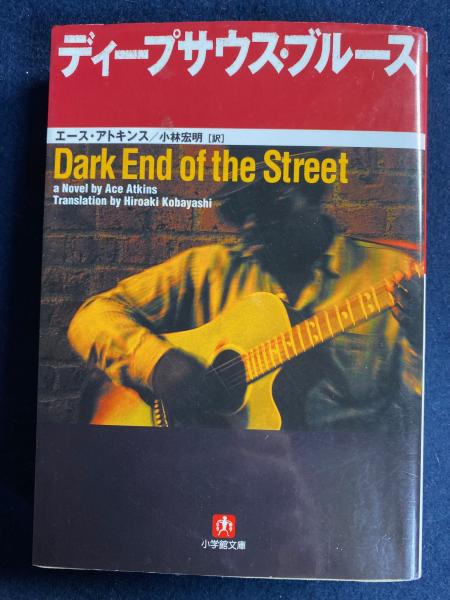 ディープサウス・ブルース
エース・アトキンス/小林宏明[訳]
Dark End of the Street
a Novel by Ace Atkins
Translation by Hiroaki Kobayashi
小学館文庫